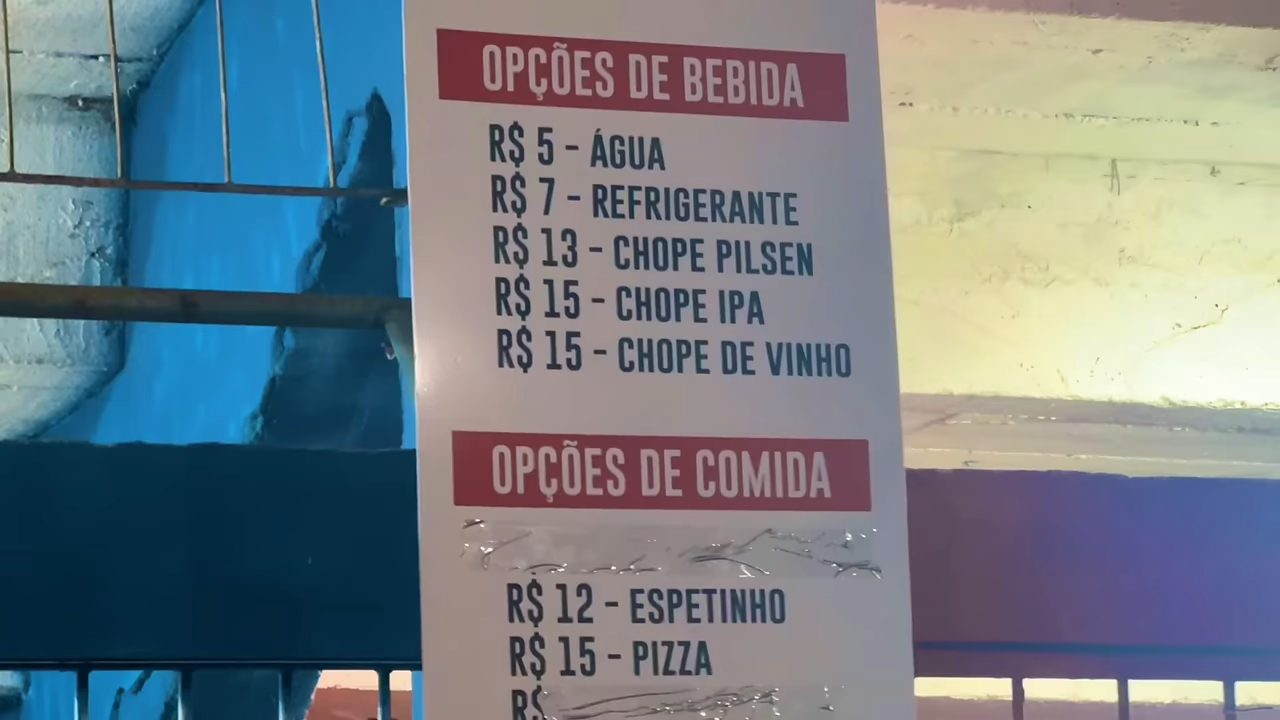 OPÇÕES DE BEBIDA
R$ 5 - ÁGUA
R$ 7 - REFRIGERANTE
R$ 13 - CHOPE PILSEN
R$ 15 - CHOPE IPA
R$ 15 - CHOPE DE VINHO
OPÇÕES DE COMIDA
R$ 12 - ESPETINHO
R$ 15 - PIZZA
R$